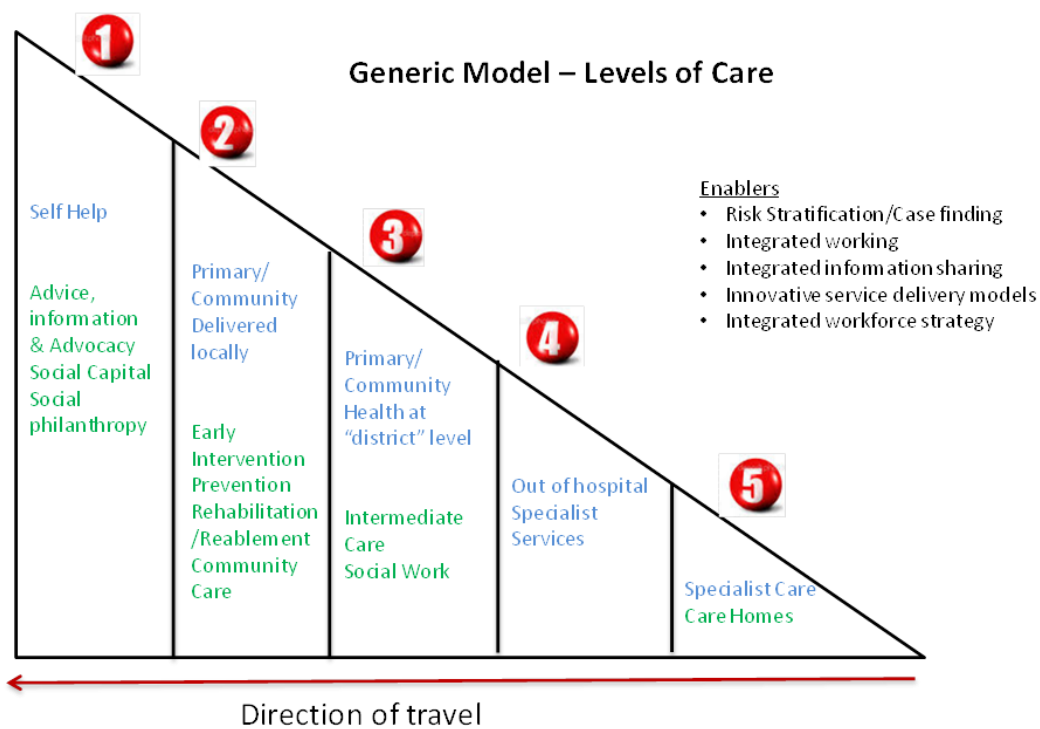 1
Generic Model – Levels of Care
2
Enablers
• Risk Stratification/Case finding
• Integrated working
• Integrated information sharing
• Innovative service delivery models
• Integrated workforce strategy
Self Help
Advice,
information
& Advocacy
Social Capital
Social
philanthropy
Primary/
Community
Delivered
locally
Early
Intervention
Prevention
Rehabilitation
/Reablement
Community
Care
3
Primary/
Community
Health at
“district” level
Intermediate
Care
Social Work
4
Out of hospital
Specialist
Services
5
Specialist Care
Care Homes
Direction of travel